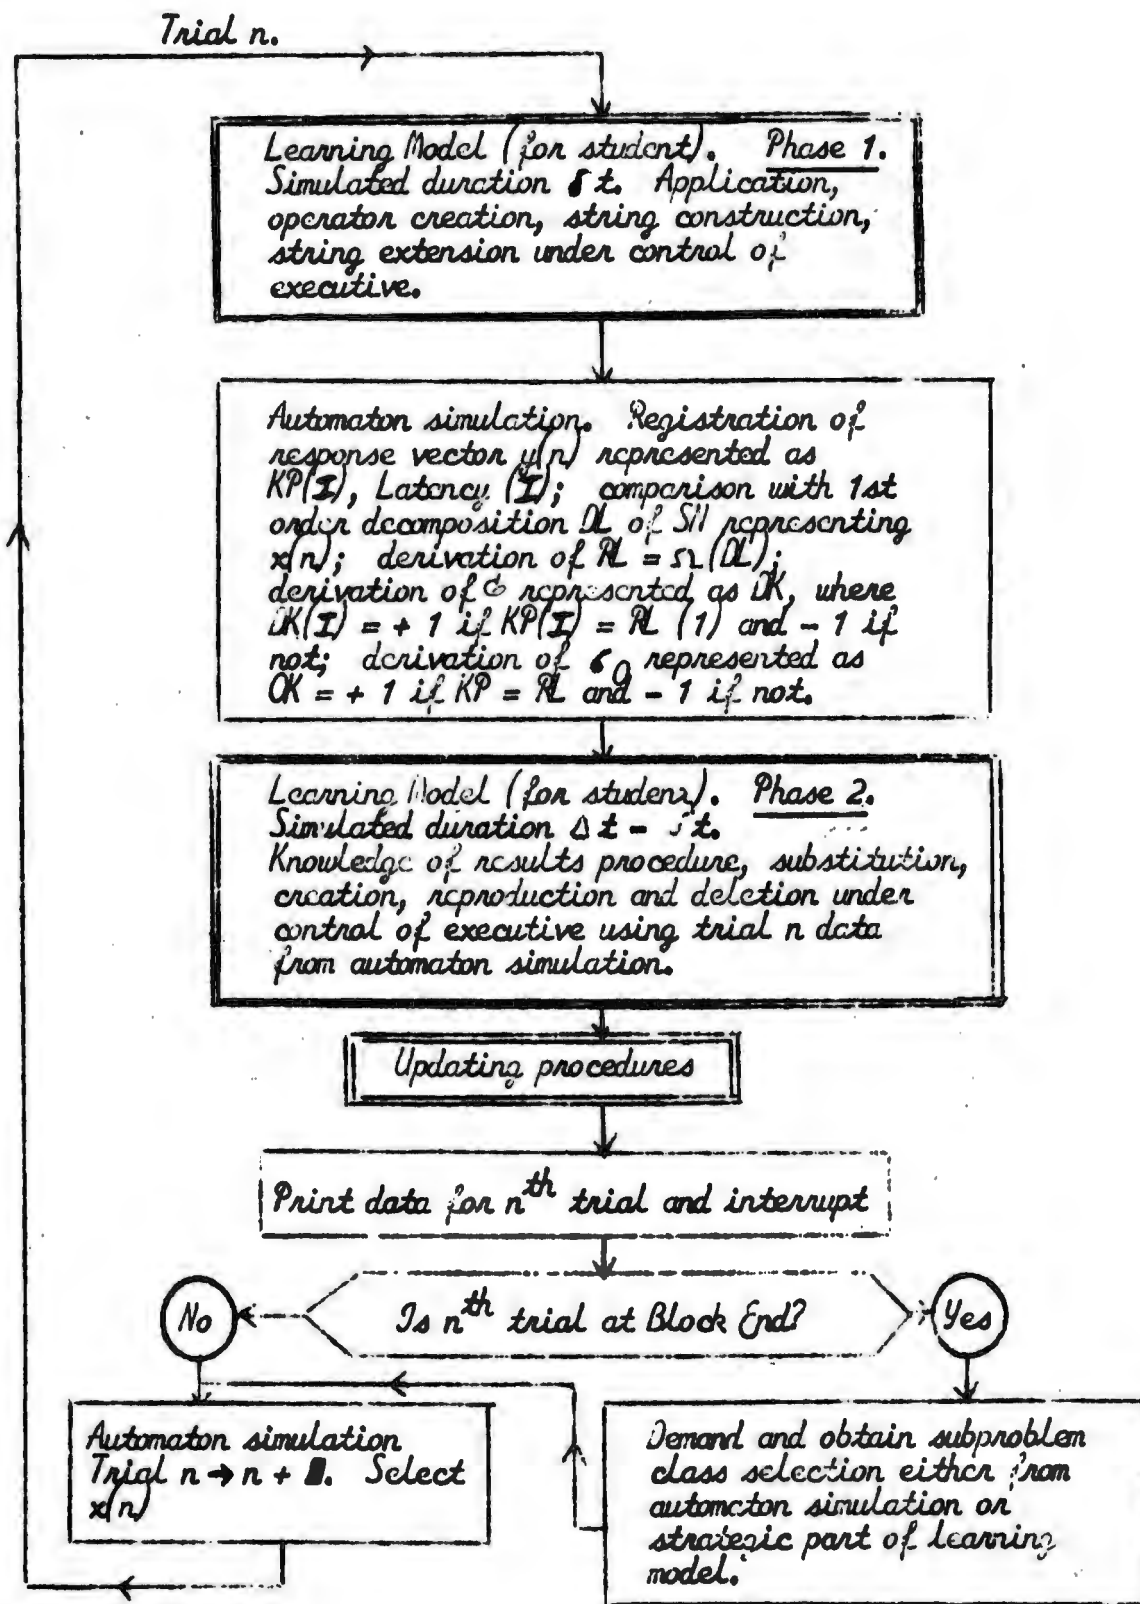 Trial n.
Learning Model (for student). Phase 1.
Simulated duration δt. Application,
operator creation, string construction,
string extension under control of
executive.
Automaton simulation. Registration of
response vector y(n) represented as
KP(I), Latency (I); comparison with 1st
order decomposition DL of SN representing
x(n); derivation of RL = Ω(DL);
derivation of represented as DK, where
DK(I) = + 1 if KP(I) = RL (1) and - 1 if
not; derivation of represented as
OK = + 1 if KP = RL and - 1 if not.
Learning Model (for student). Phase 2.
Simulated duration Δt - δt.
Knowledge of results procedure, substitution,
creation, reproduction and deletion under
control of executive using trial n data
from automaton simulation.
Updating procedures
Print data for nth trial and interrupt
Is nth trial at Block End?
No
Yes
Automaton simulation
Trial n → n + . Select
x(n)
Demand and obtain subproblem
class selection either from
automaton simulation or
strategic part of learning
model.